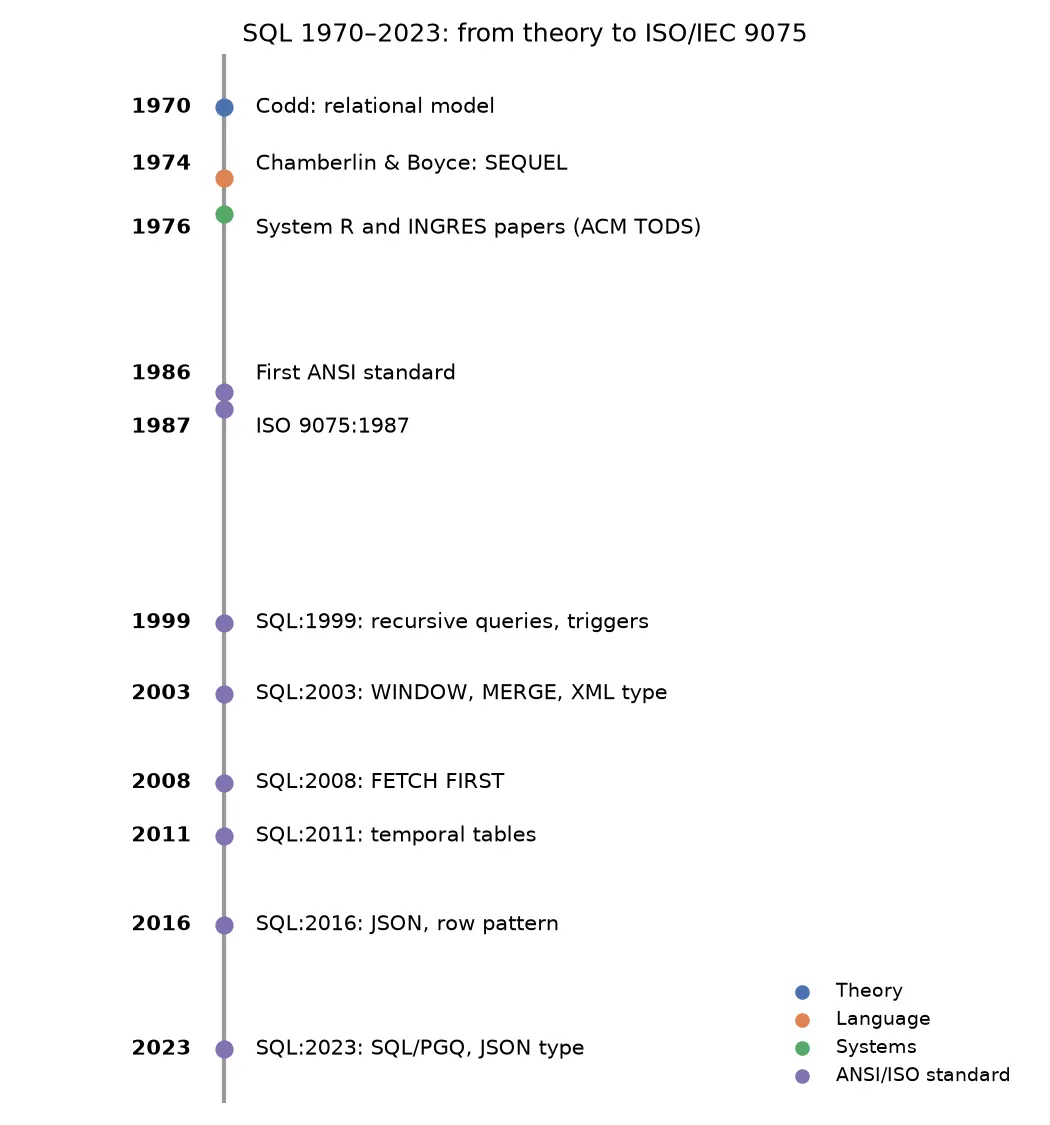 SQL 1970–2023: from theory to ISO/IEC 9075
1970 Codd: relational model
1974 Chamberlin & Boyce: SEQUEL
1976 System R and INGRES papers (ACM TODS)
1986 First ANSI standard
1987 ISO 9075:1987
1999 SQL:1999: recursive queries, triggers
2003 SQL:2003: WINDOW, MERGE, XML type
2008 SQL:2008: FETCH FIRST
2011 SQL:2011: temporal tables
2016 SQL:2016: JSON, row pattern
2023 SQL:2023: SQL/PGQ, JSON type
Theory
Language
Systems
ANSI/ISO standard